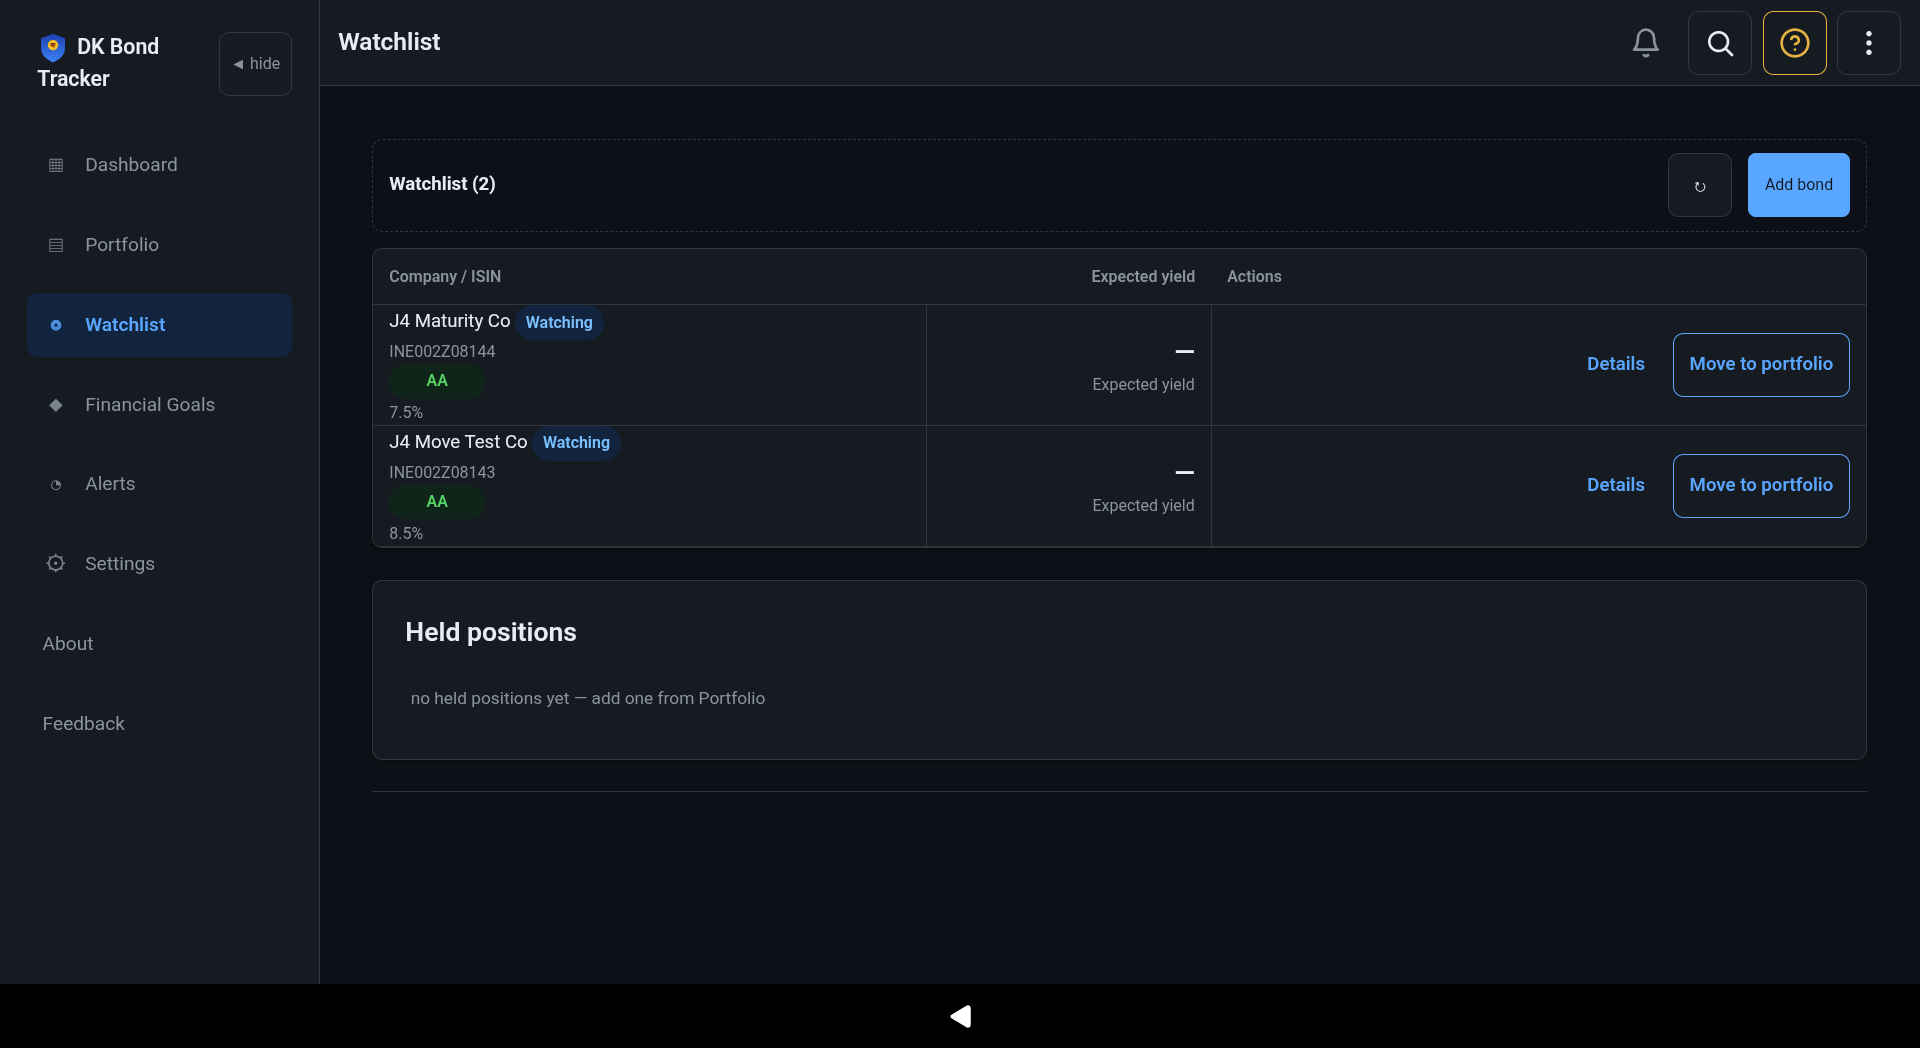 DK Bond
Tracker
◀ hide
Dashboard
Portfolio
Watchlist
Financial Goals
Alerts
Settings
About
Feedback
Watchlist
Watchlist (2)
↻
Add bond
Company / ISIN
Expected yield
Actions
J4 Maturity Co Watching
INE002Z08144
AA
7.5%
—
Expected yield
Details
Move to portfolio
J4 Move Test Co Watching
INE002Z08143
AA
8.5%
—
Expected yield
Details
Move to portfolio
Held positions
no held positions yet — add one from Portfolio